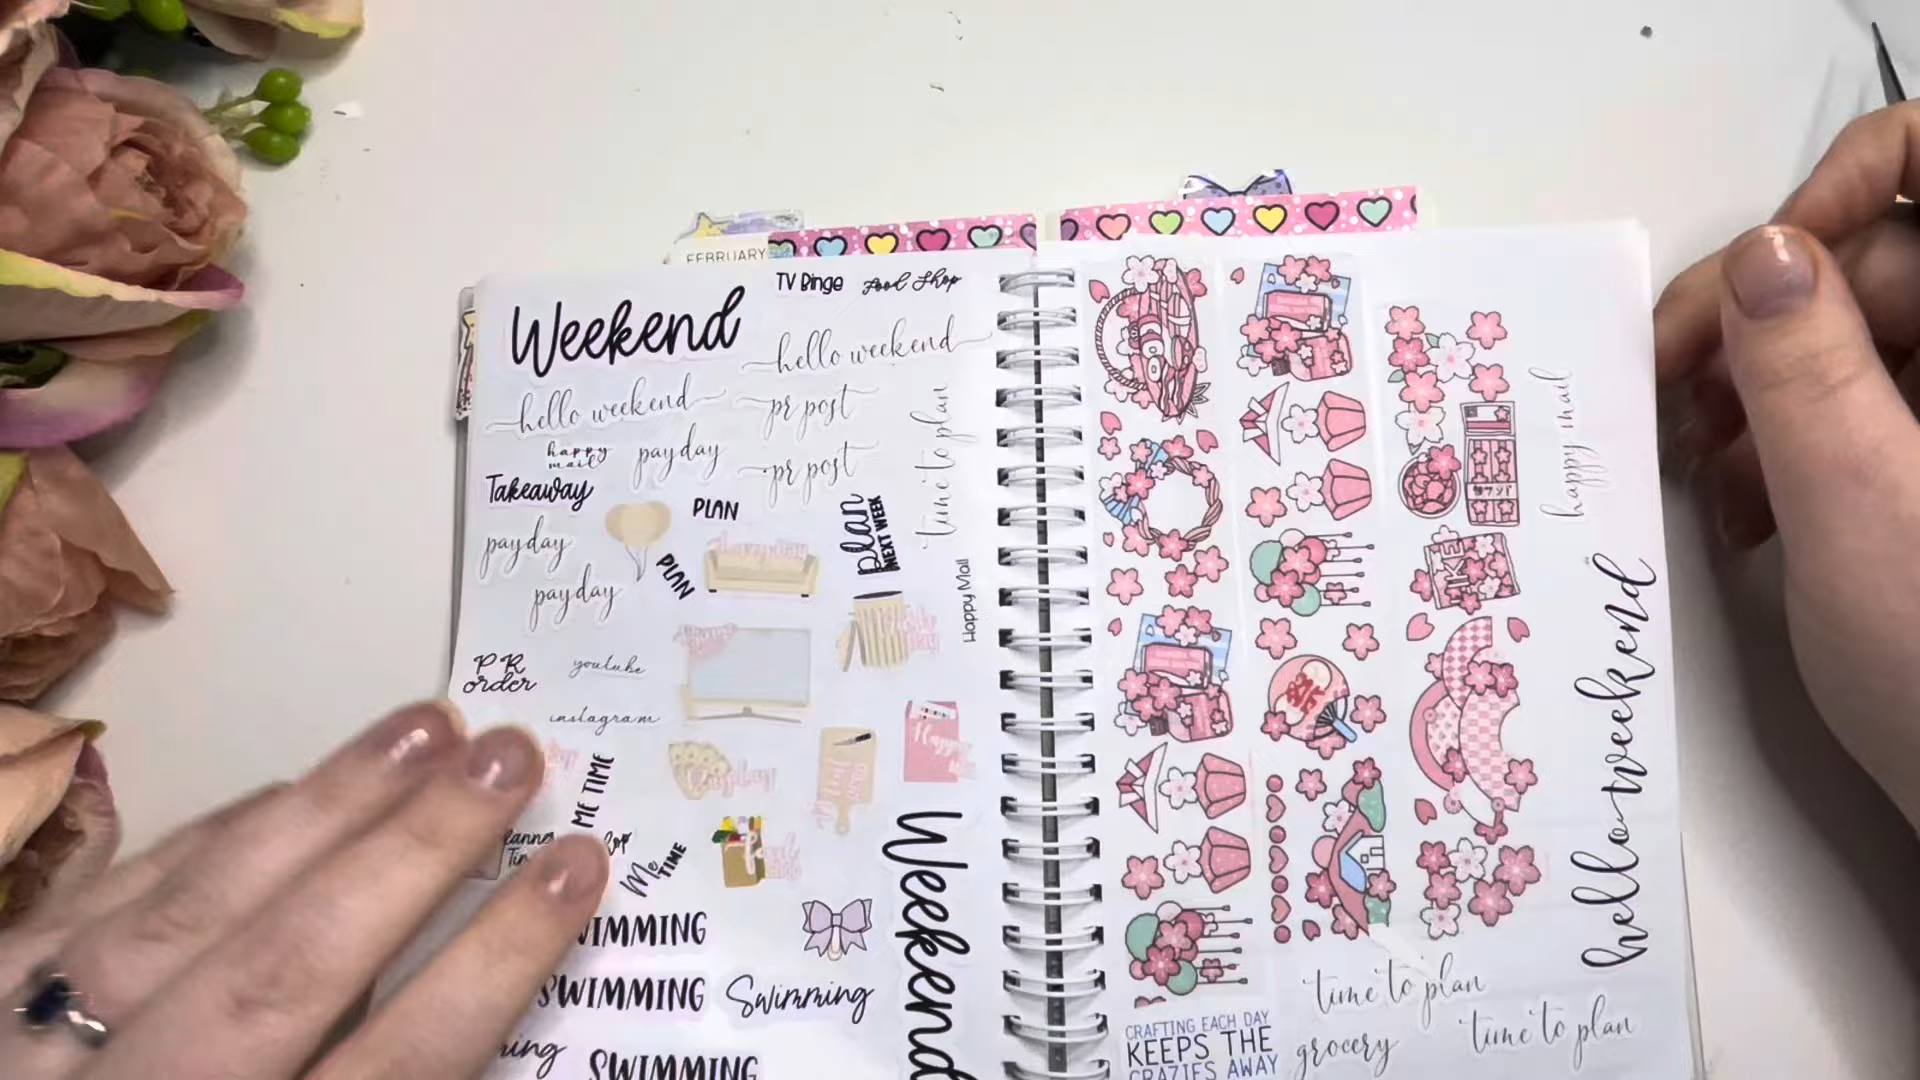 FEBRUARY
TV Binge
Food Shop
Weekend
hello weekend
hello weekend
pr post
happy
mail
payday
pr post
time to plan
Takeaway
PLAN
plan
NEXT WEEK
payday
PLAN
payday
Happy Mail
PR
order
youtube
instagram
Payday
Happy
ME TIME
Me TIME
SWIMMING
SWIMMING
Swimming
SWIMMING
Weekend
LIKE
happy mail
hello weekend
time to plan
time to plan
grocery
CRAFTING EACH DAY
KEEPS THE
CRAZIES AWAY